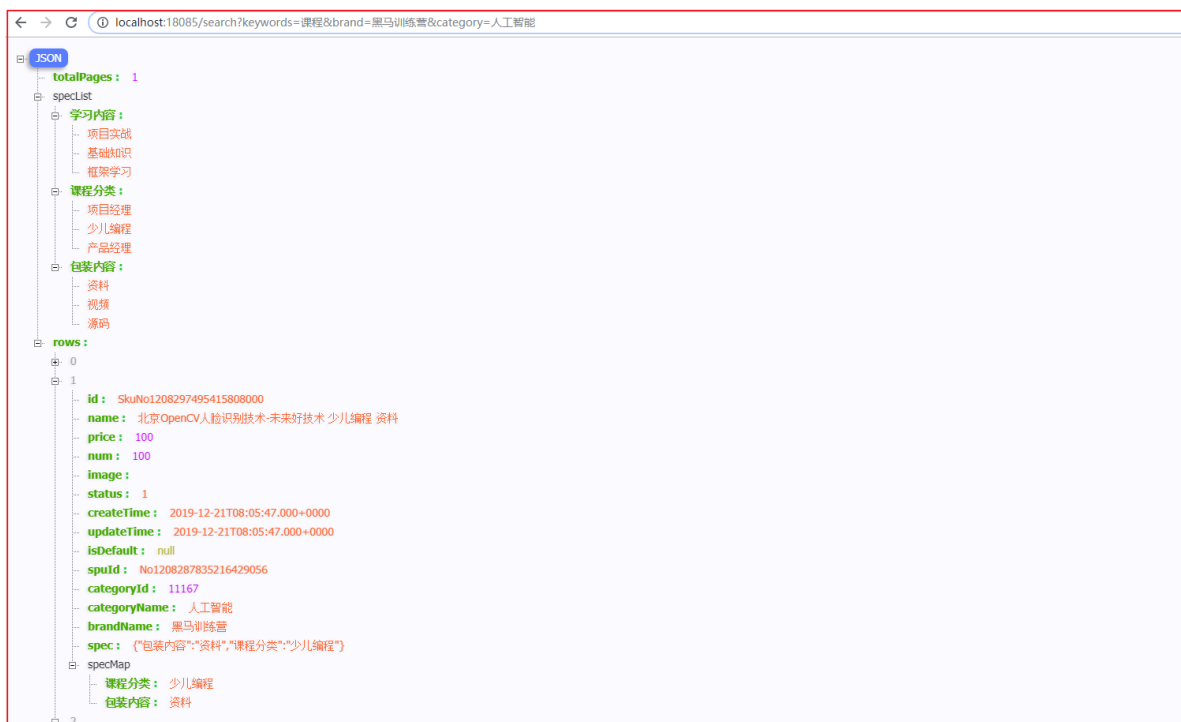 localhost:18085/search?keywords=课程&brand=黑马训练营&category=人工智能
JSON
totalPages : 1
specList
学习内容 :
项目实战
基础知识
框架学习
课程分类 :
项目经理
少儿编程
产品经理
包装内容 :
资料
视频
源码
rows :
0
1
id : SkuNo1208297495415808000
name : 北京OpenCV人脸识别技术-未来好技术 少儿编程 资料
price : 100
num : 100
image :
status : 1
createTime : 2019-12-21T08:05:47.000+0000
updateTime : 2019-12-21T08:05:47.000+0000
isDefault : null
spuId : No1208287835216429056
categoryId : 11167
categoryName : 人工智能
brandName : 黑马训练营
spec : {"包装内容":"资料","课程分类":"少儿编程"}
specMap
课程分类 : 少儿编程
包装内容 : 资料
2